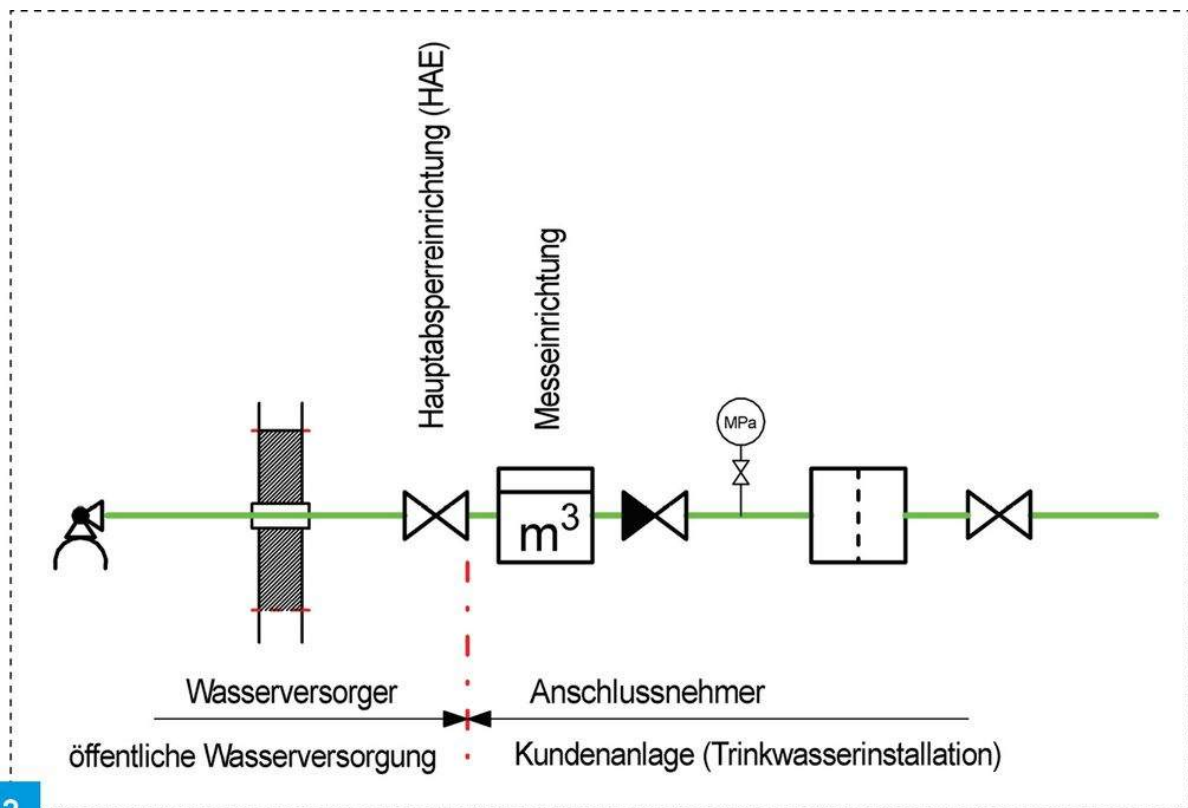 Hauptabsperreinrichtung (HAE)
Messeinrichtung
MPa
m³
Wasserversorger
Anschlussnehmer
öffentliche Wasserversorgung
Kundenanlage (Trinkwasserinstallation)